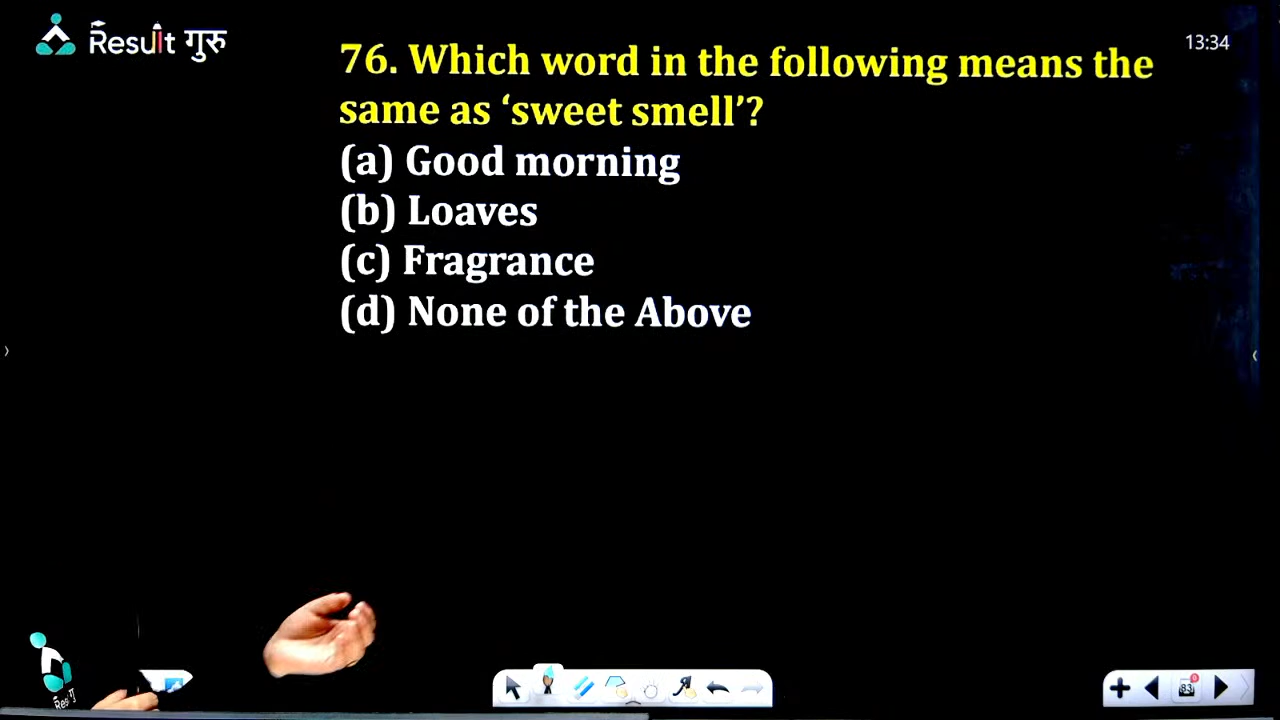 Result गुरु
13:34
76. Which word in the following means the
same as ‘sweet smell’?
(a) Good morning
(b) Loaves
(c) Fragrance
(d) None of the Above
83